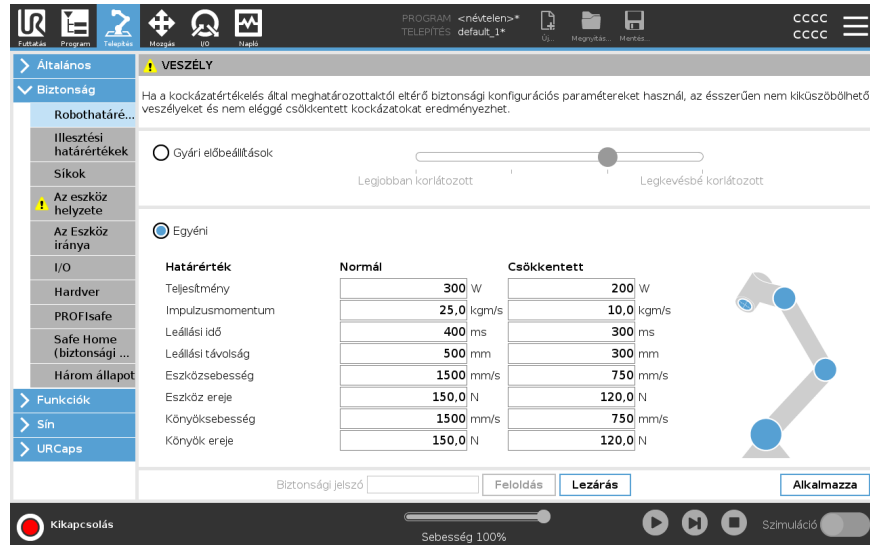 UR
Futtatás Program Telepítés Mozgás I/O Napló
PROGRAM <névtelen>*
TELEPÍTÉS default_1*
Új... Megnyitás... Mentés...
cccc
cccc
Általános
Biztonság
Robothatáré...
Illesztési
határértékek
Síkok
Az eszköz
helyzete
Az Eszköz
iránya
I/O
Hardver
PROFIsafe
Safe Home
(biztonsági ...
Három állapot
Funkciók
Sín
URCaps
VESZÉLY
Ha a kockázatértékelés által meghatározottaktól eltérő biztonsági konfigurációs paramétereket használ, az ésszerűen nem kiküszöbölhető
veszélyeket és nem eléggé csökkentett kockázatokat eredményezhet.
Gyári előbeállítások
Legjobban korlátozott Legkevésbé korlátozott
Egyéni
Határérték Normál Csökkentett
Teljesítmény 300 W 200 W
Impulzusmomentum 25,0 kgm/s 10,0 kgm/s
Leállási idő 400 ms 300 ms
Leállási távolság 500 mm 300 mm
Eszközsebesség 1500 mm/s 750 mm/s
Eszköz ereje 150,0 N 120,0 N
Könyöksebesség 1500 mm/s 750 mm/s
Könyök ereje 150,0 N 120,0 N
Biztonsági jelszó Feloldás Lezárás Alkalmazza
Kikapcsolás
Sebesség 100%
Szimuláció